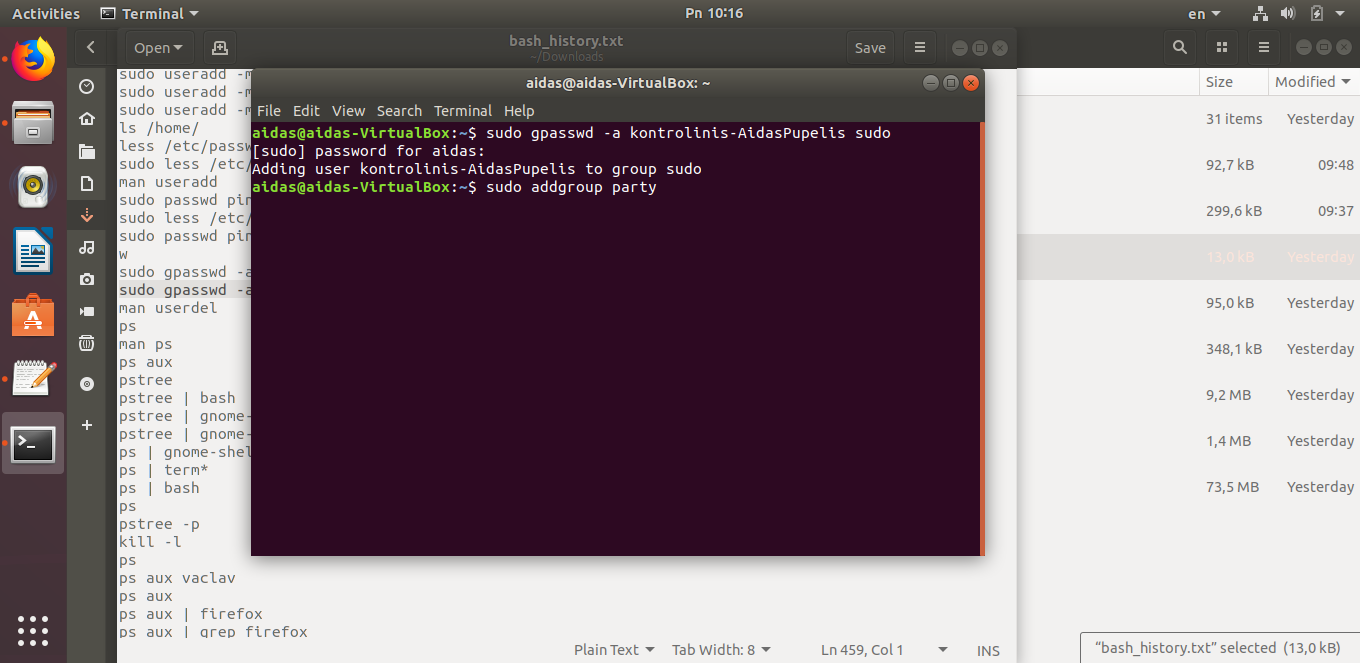 Activities Terminal Pn 10:16 en
Open bash_history.txt Save
~/Downloads
Size Modified
sudo useradd -m
sudo useradd -m
sudo useradd -m
ls /home/
less /etc/passw
sudo less /etc/
man useradd
sudo passwd pin
sudo less /etc/
sudo passwd pin
w
sudo gpasswd -a
sudo gpasswd -a
man userdel
ps
man ps
ps aux
pstree
pstree | bash
pstree | gnome-
pstree | gnome-
ps | gnome-shel
ps | term*
ps | bash
ps
pstree -p
kill -l
ps
ps aux vaclav
ps aux
ps aux | firefox
ps aux | grep firefox
aidas@aidas-VirtualBox: ~
File Edit View Search Terminal Help
aidas@aidas-VirtualBox:~$ sudo gpasswd -a kontrolinis-AidasPupelis sudo
[sudo] password for aidas:
Adding user kontrolinis-AidasPupelis to group sudo
aidas@aidas-VirtualBox:~$ sudo addgroup party
31 items Yesterday
92,7 kB 09:48
299,6 kB 09:37
13,0 kB Yesterday
95,0 kB Yesterday
348,1 kB Yesterday
9,2 MB Yesterday
1,4 MB Yesterday
73,5 MB Yesterday
Plain Text Tab Width: 8 Ln 459, Col 1 INS
“bash_history.txt” selected (13,0 kB)